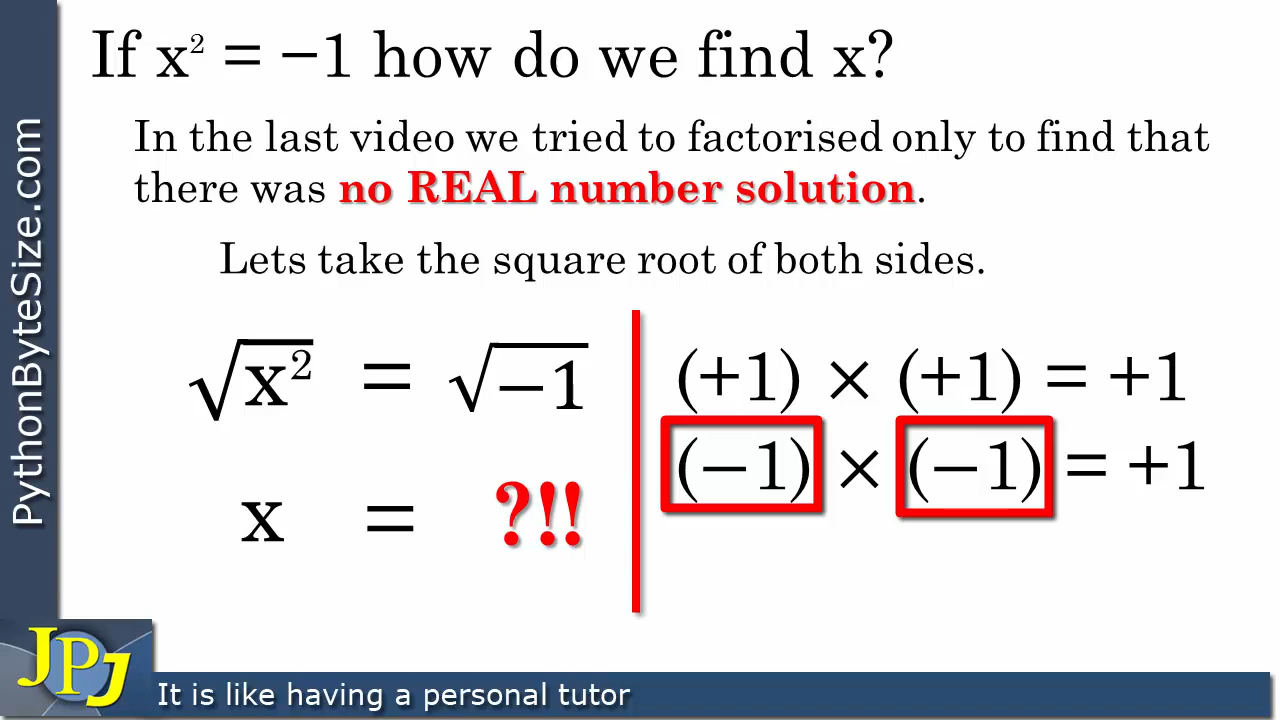 If x² = −1 how do we find x?
In the last video we tried to factorised only to find that
there was no REAL number solution.
Lets take the square root of both sides.
√x² = √−1
x = ?!!
(+1) × (+1) = +1
(−1) × (−1) = +1
PythonByteSize.com
JPJ
It is like having a personal tutor